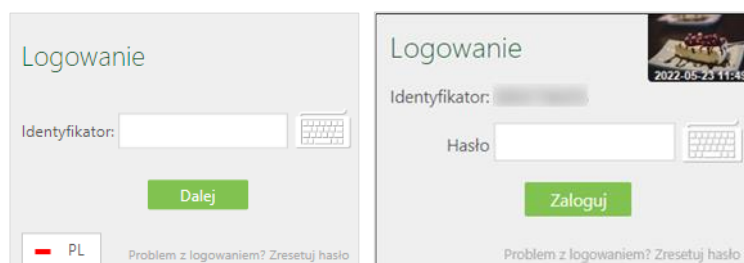 Logowanie
Identyfikator:
Dalej
PL
Problem z logowaniem? Zresetuj hasło
Logowanie
2022-05-23 11:49
Identyfikator:
Hasło
Zaloguj
Problem z logowaniem? Zresetuj hasło